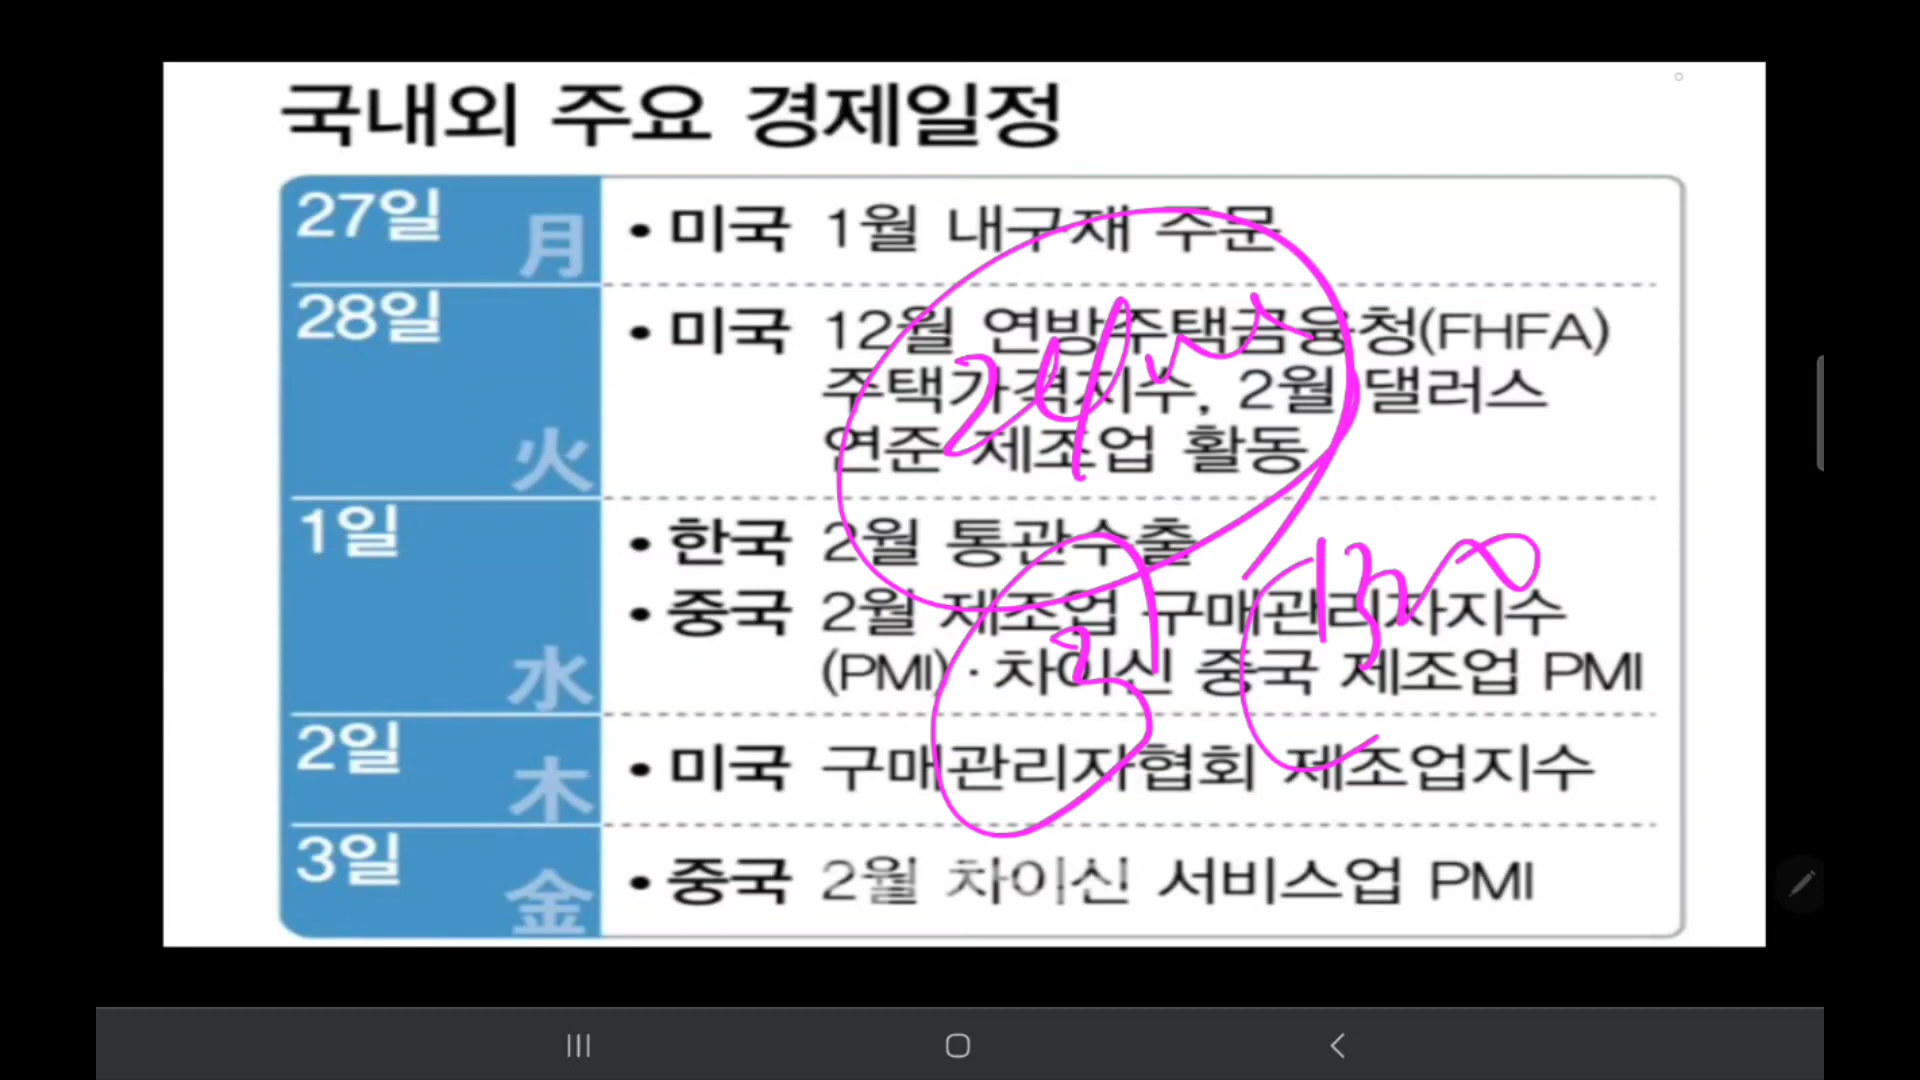 국내외 주요 경제일정
27일 月
• 미국 1월 내구재 주문
28일 火
• 미국 12월 연방주택금융청(FHFA)
주택가격지수, 2월 댈러스
연준 제조업 활동
1일 水
• 한국 2월 통관수출
• 중국 2월 제조업 구매관리자지수
(PMI)·차이신 중국 제조업 PMI
2일 木
• 미국 구매관리자협회 제조업지수
3일 金
• 중국 2월 차이신 서비스업 PMI